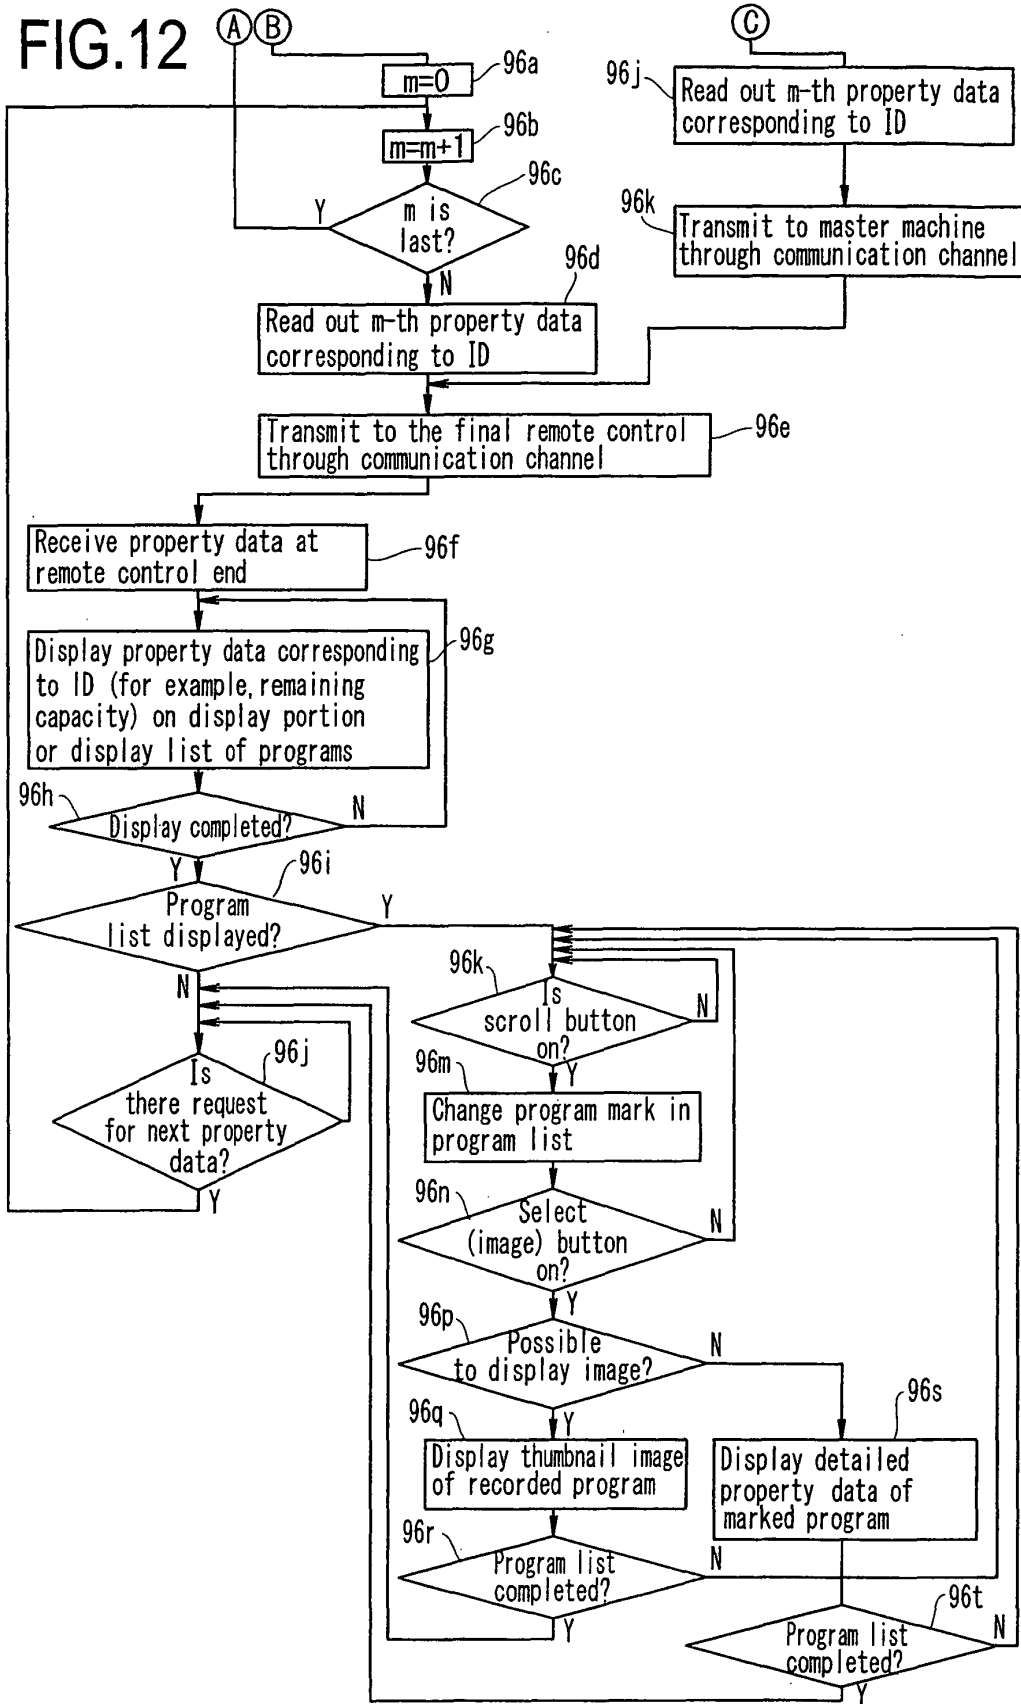 FIG.12
A
B
C
m=0
96a
m=m+1
96b
m is
last?
96c
Y
N
Read out m-th property data
corresponding to ID
96d
Read out m-th property data
corresponding to ID
96j
Transmit to master machine
through communication channel
96k
Transmit to the final remote control
through communication channel
96e
Receive property data at
remote control end
96f
Display property data corresponding
to ID (for example, remaining
capacity) on display portion
or display list of programs
96g
96h
Display completed?
N
Y
96i
Program
list displayed?
Y
N
96j
Is
there request
for next property
data?
Y
96k
Is
scroll button
on?
N
Y
96m
Change program mark in
program list
96n
Select
(image) button
on?
N
Y
96p
Possible
to display image?
N
Y
96q
Display thumbnail image
of recorded program
96s
Display detailed
property data of
marked program
96r
Program list
completed?
N
Y
96t
Program list
completed?
N
Y